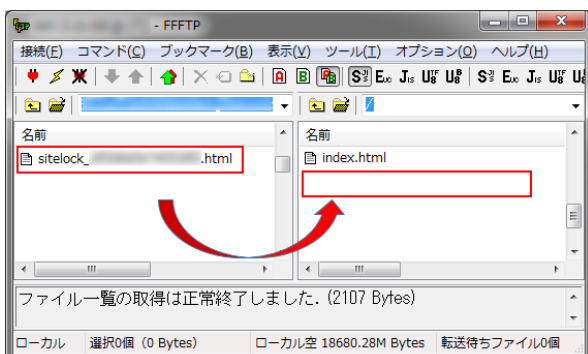 - FFFTP
接続(F) コマンド(C) ブックマーク(B) 表示(V) ツール(T) オプション(O) ヘルプ(H)
A B S Euc Jis S Euc Jis
/
名前
sitelock_ .html
名前
index.html
ファイル一覧の取得は正常終了しました. (2107 Bytes)
ローカル 選択0個 (0 Bytes) ローカル空 18680.28M Bytes 転送待ちファイル0個